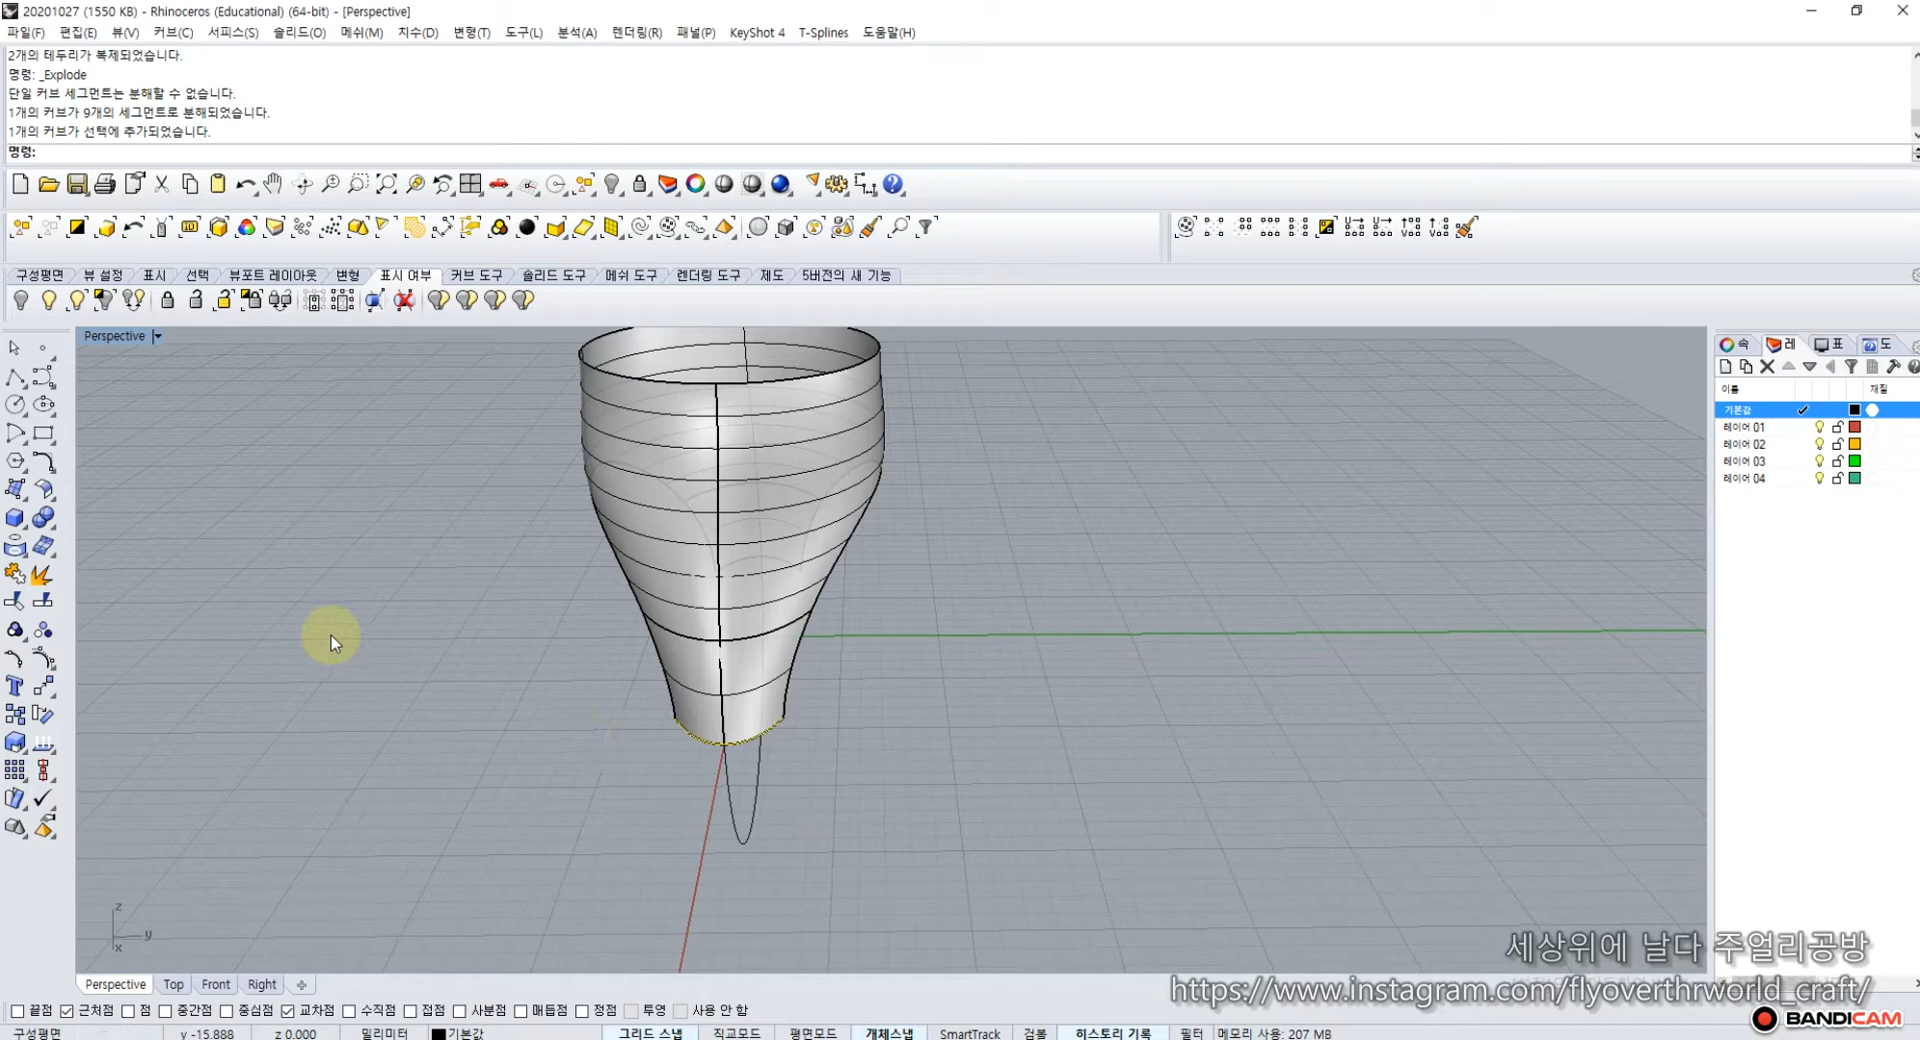 20201027 (1550 KB) - Rhinoceros (Educational) (64-bit) - [Perspective]
파일(F) 편집(E) 뷰(V) 커브(C) 서피스(S) 솔리드(O) 메쉬(M) 치수(D) 변형(T) 도구(L) 분석(A) 렌더링(R) 패널(P) KeyShot 4 T-Splines 도움말(H)
2개의 테두리가 복제되었습니다.
명령: _Explode
단일 커브 세그먼트는 분해할 수 없습니다.
1개의 커브가 9개의 세그먼트로 분해되었습니다.
1개의 커브가 선택에 추가되었습니다.
명령:
구성평면 뷰 설정 표시 선택 뷰포트 레이아웃 변형 표시 여부 커브 도구 솔리드 도구 메쉬 도구 렌더링 도구 제도 5버전의 새 기능
Perspective
속 레 표 도
이름 재질
기본값
레이어 01
레이어 02
레이어 03
레이어 04
z
y
x
세상위에 날다 주얼리공방
Perspective Top Front Right
https://www.instagram.com/flyoverthrworld_craft/
끝점 근처점 점 중간점 중심점 교차점 수직점 접점 사분점 매듭점 정점 투영 사용 안 함
BANDICAM
구성평면 y -15.888 z 0.000 밀리미터 기본값 그리드 스냅 직교모드 평면모드 개체스냅 SmartTrack 검볼 히스토리 기록 필터 메모리 사용: 207 MB